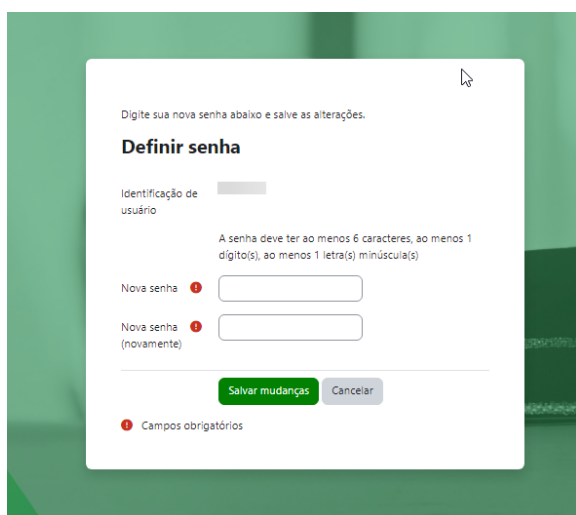 Digite sua nova senha abaixo e salve as alterações.
Definir senha
Identificação de
usuário
A senha deve ter ao menos 6 caracteres, ao menos 1
dígito(s), ao menos 1 letra(s) minúscula(s)
Nova senha
Nova senha
(novamente)
Salvar mudanças
Cancelar
Campos obrigatórios